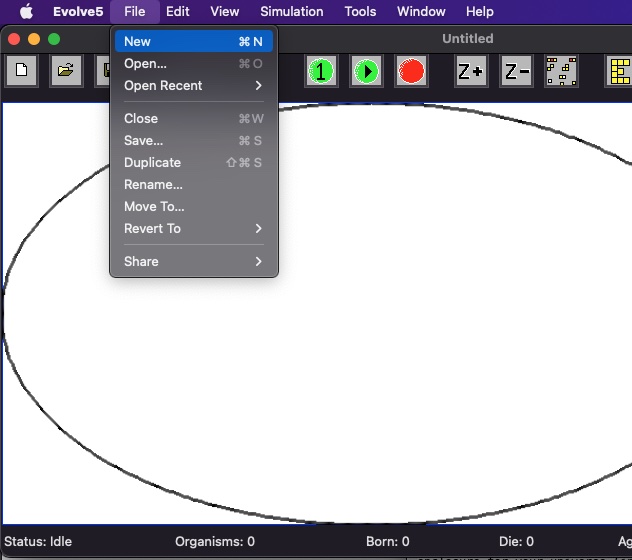 Evolve5 File Edit View Simulation Tools Window Help
Untitled
New ⌘ N
Open... ⌘ O
Open Recent
Close ⌘W
Save... ⌘ S
Duplicate ⇧⌘ S
Rename...
Move To...
Revert To
Share
1 Z+ Z- E
Status: Idle Organisms: 0 Born: 0 Die: 0 Ag